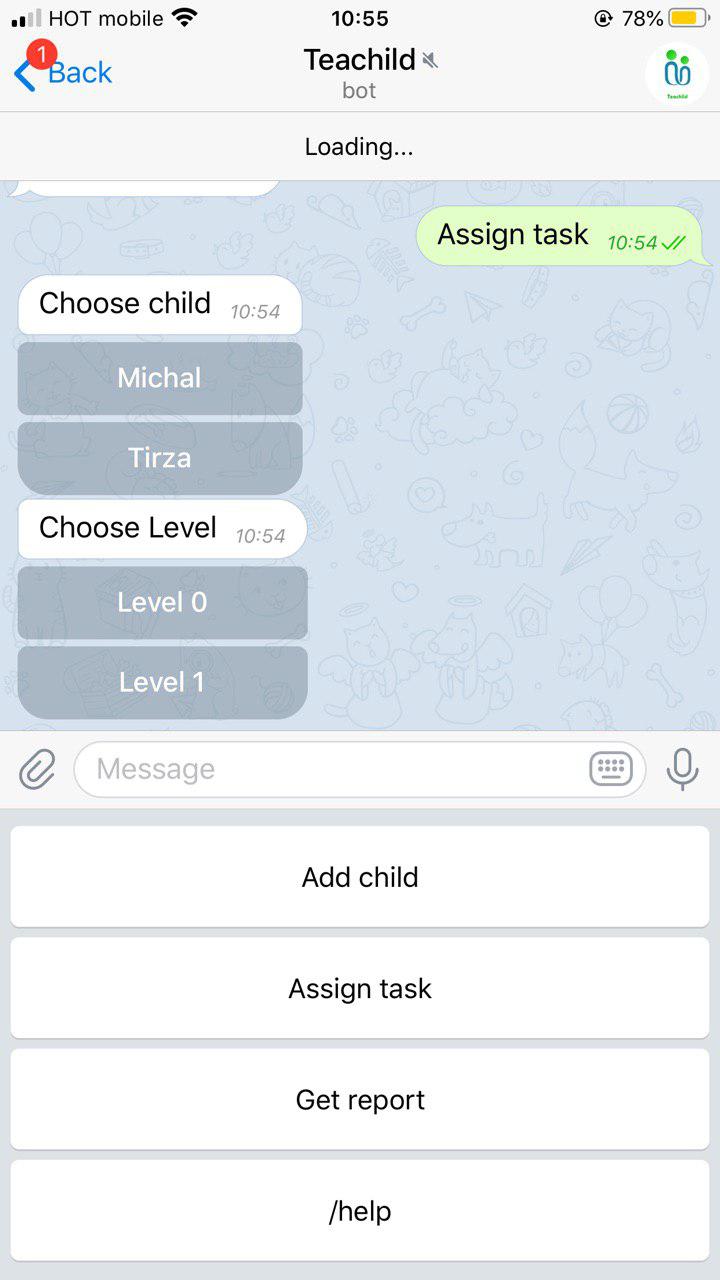 HOT mobile
10:55
78%
1
Back
Teachild
bot
Teachild
Loading...
Assign task 10:54
Choose child 10:54
Michal
Tirza
Choose Level 10:54
Level 0
Level 1
Message
Add child
Assign task
Get report
/help